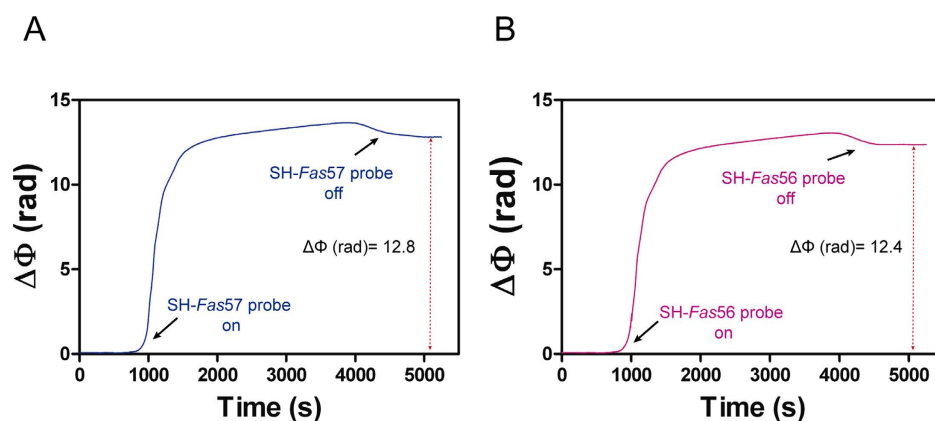 A
15
10
5
0
ΔΦ (rad)
SH-Fas57 probe
off
ΔΦ (rad)= 12.8
SH-Fas57 probe
on
0 1000 2000 3000 4000 5000
Time (s)
B
15
10
5
0
ΔΦ (rad)
SH-Fas56 probe
off
ΔΦ (rad)= 12.4
SH-Fas56 probe
on
0 1000 2000 3000 4000 5000
Time (s)